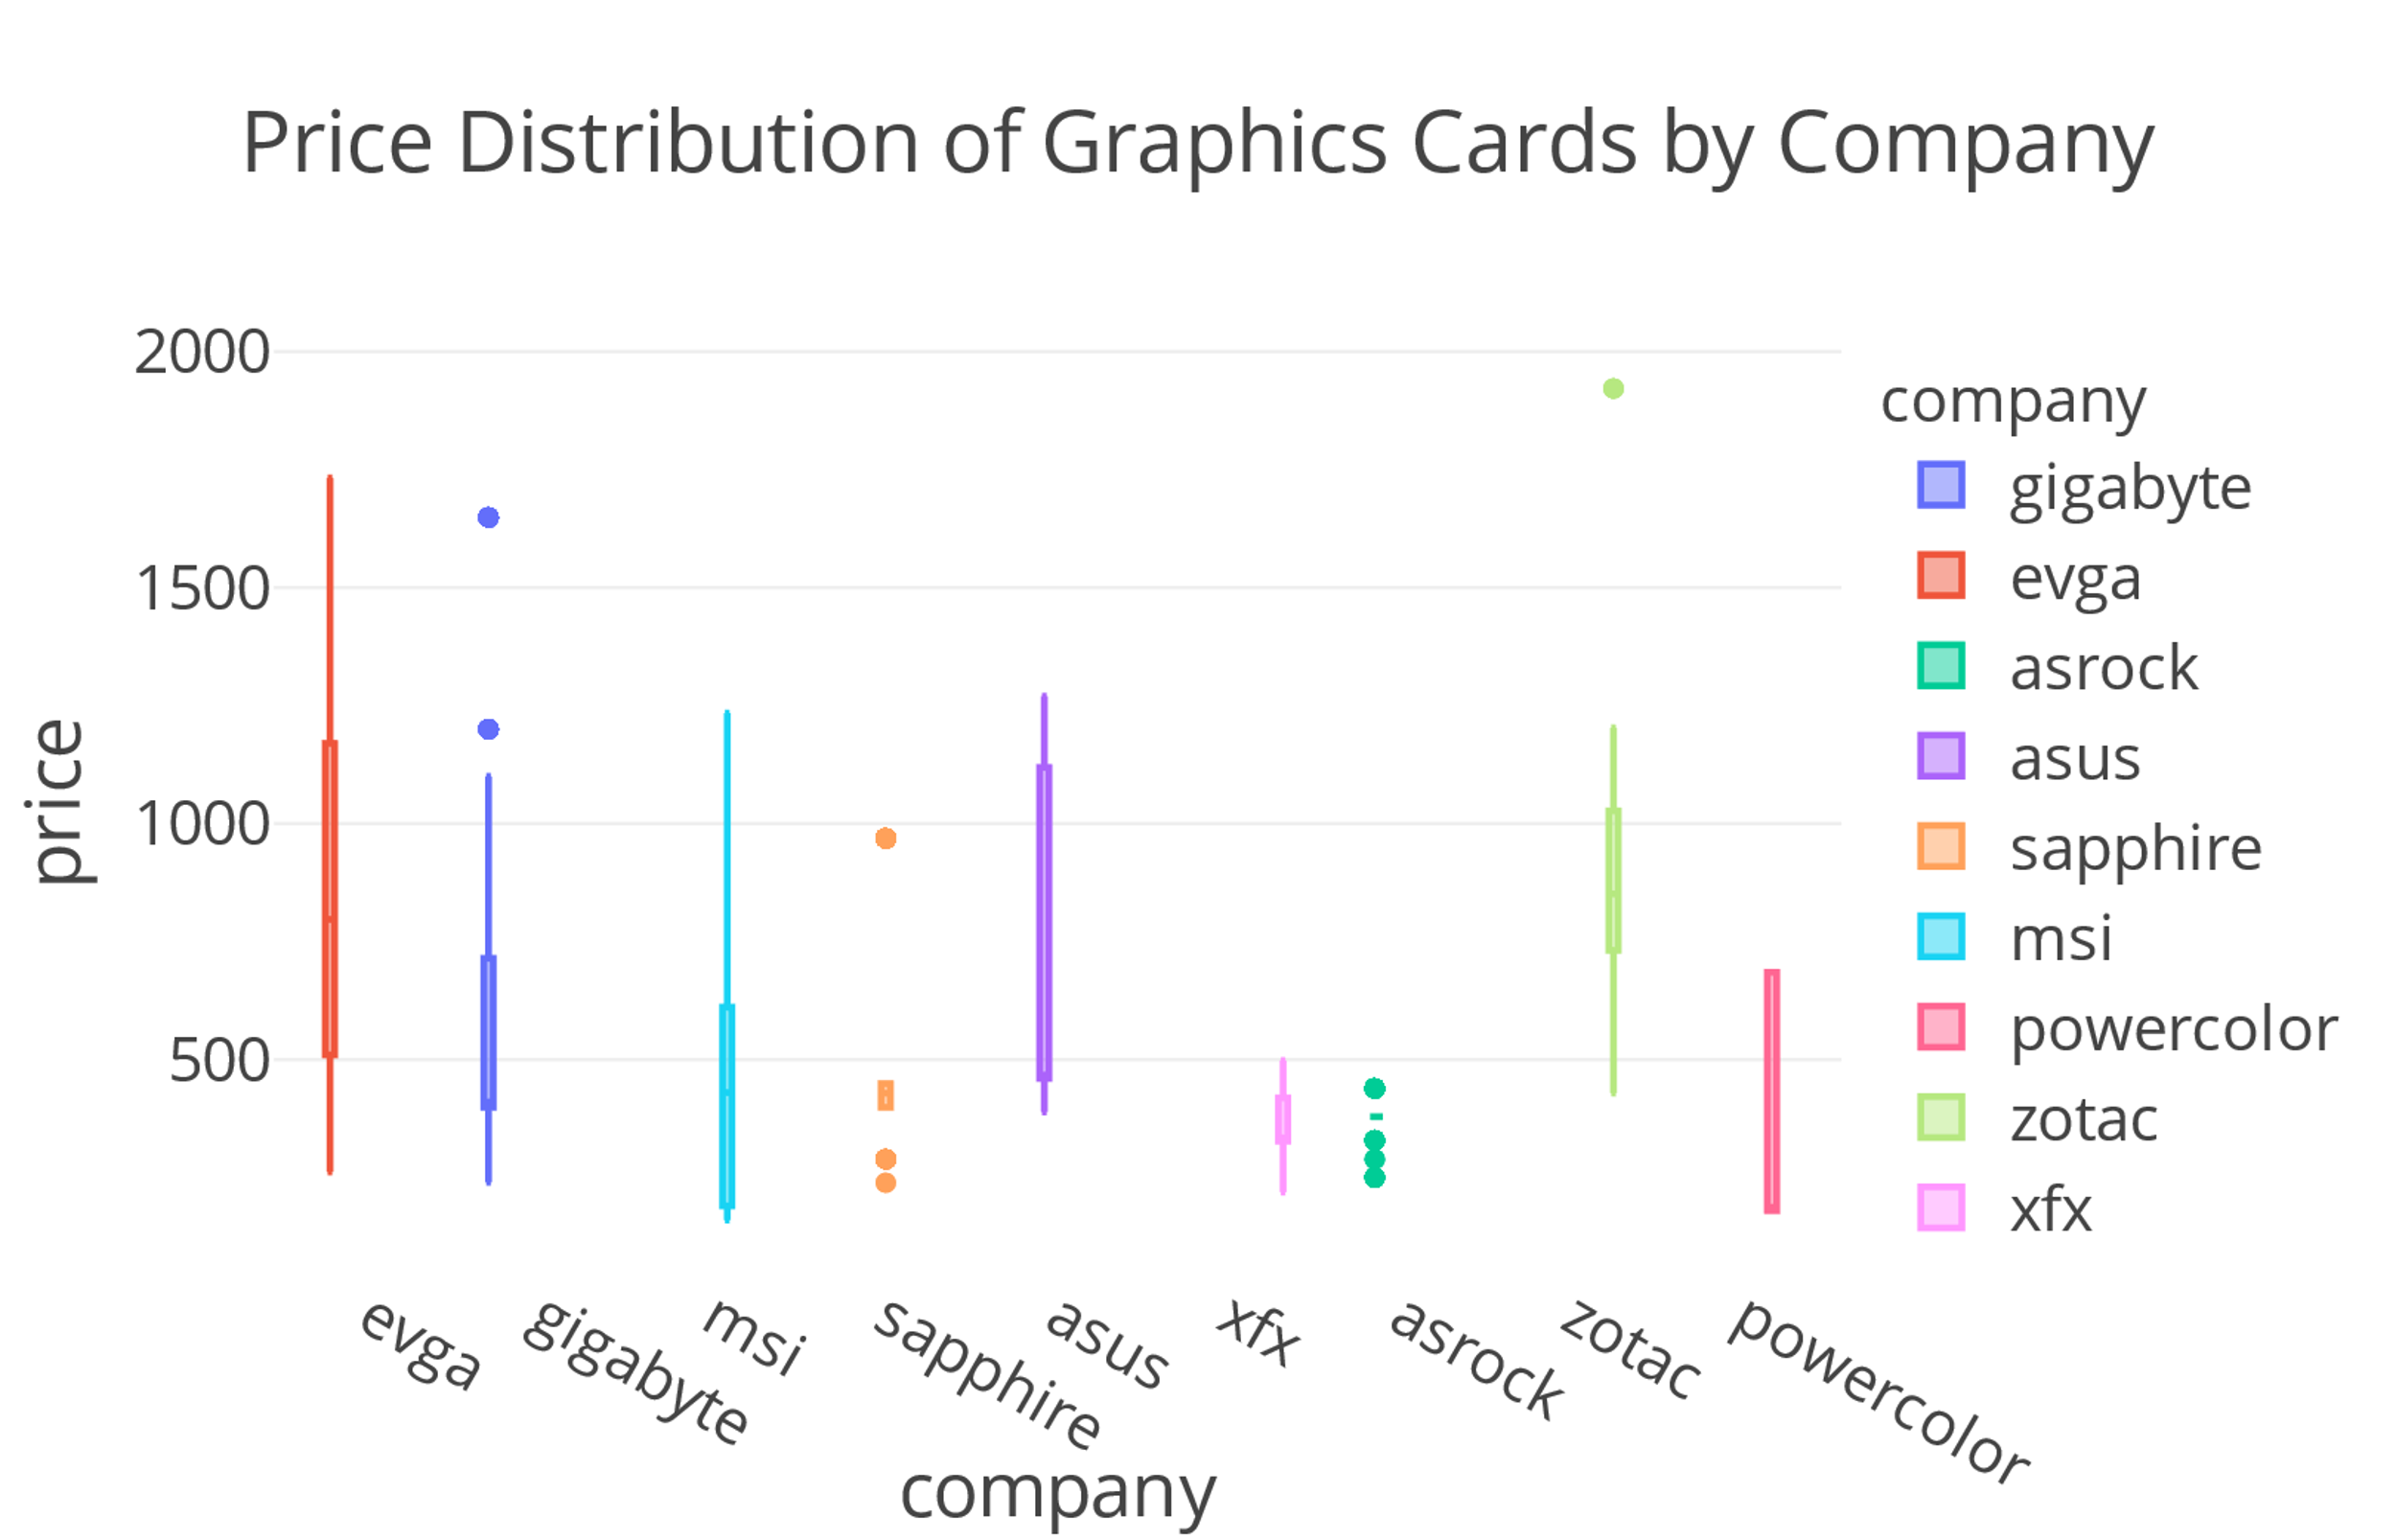 Price Distribution of Graphics Cards by Company
2000
1500
1000
500
price
evga
gigabyte
msi
sapphire
asus
xfx
asrock
zotac
powercolor
company
company
gigabyte
evga
asrock
asus
sapphire
msi
powercolor
zotac
xfx